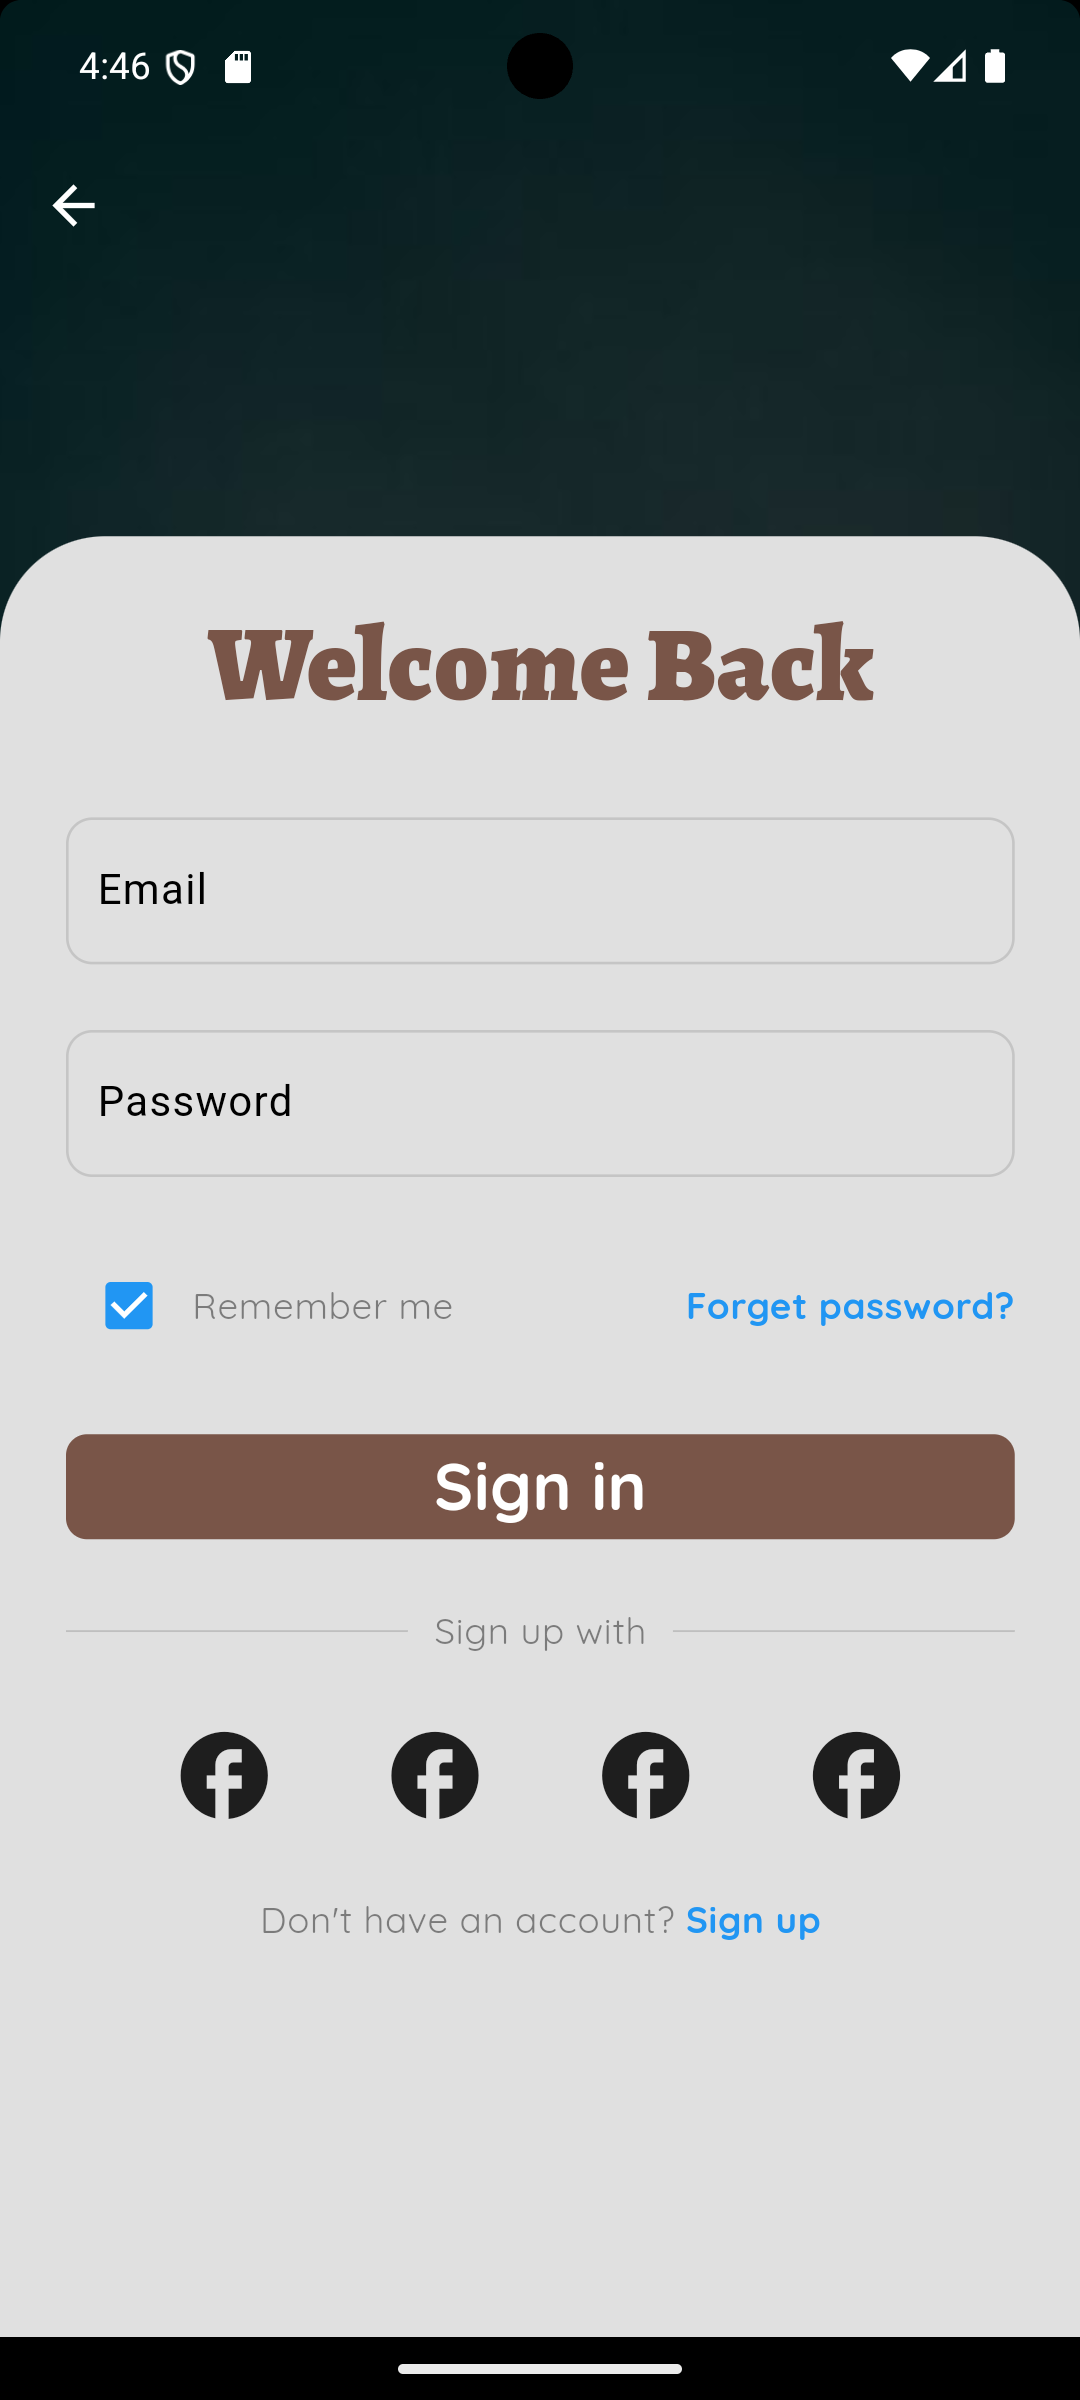 4:46
Welcome Back
Email
Password
Remember me Forget password?
Sign in
Sign up with
Don't have an account? Sign up